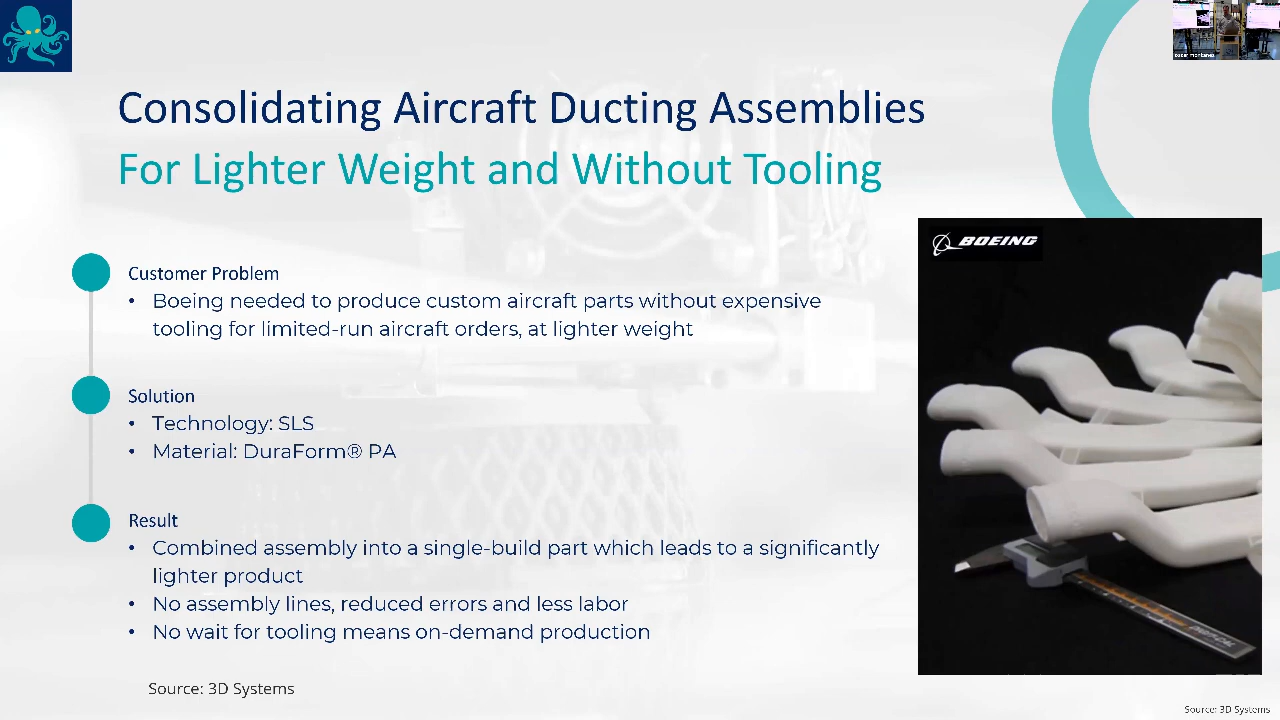 Consolidating Aircraft Ducting Assemblies
For Lighter Weight and Without Tooling
BOEING
Customer Problem
• Boeing needed to produce custom aircraft parts without expensive
tooling for limited-run aircraft orders, at lighter weight
Solution
• Technology: SLS
• Material: DuraForm® PA
Result
• Combined assembly into a single-build part which leads to a significantly
lighter product
• No assembly lines, reduced errors and less labor
• No wait for tooling means on-demand production
Source: 3D Systems
Source: 3D Systems